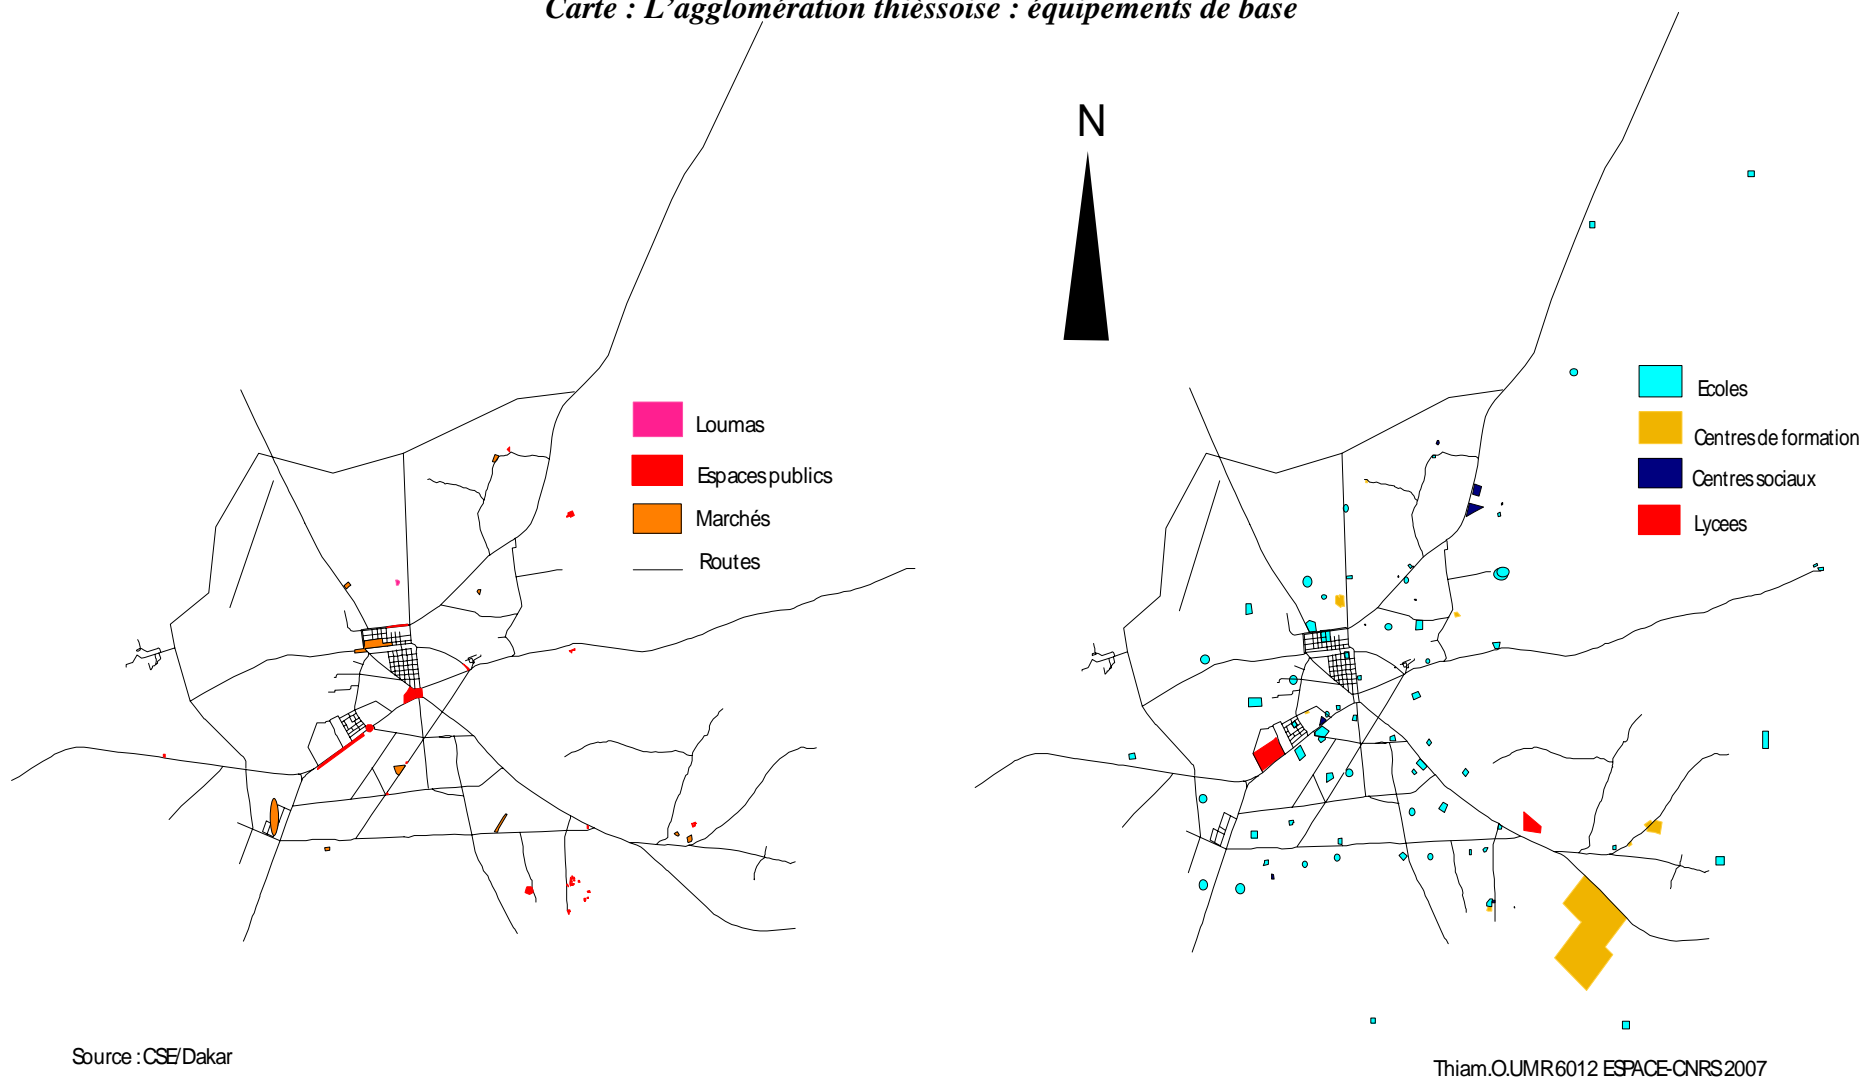 Carte : L'agglomération thièssoise : équipements de base
N
Loumas
Espaces publics
Marchés
Routes
Ecoles
Centres de formation
Centres sociaux
Lycees
Source : CSE/Dakar
Thiam.O.UMR 6012 ESPACE-CNRS 2007